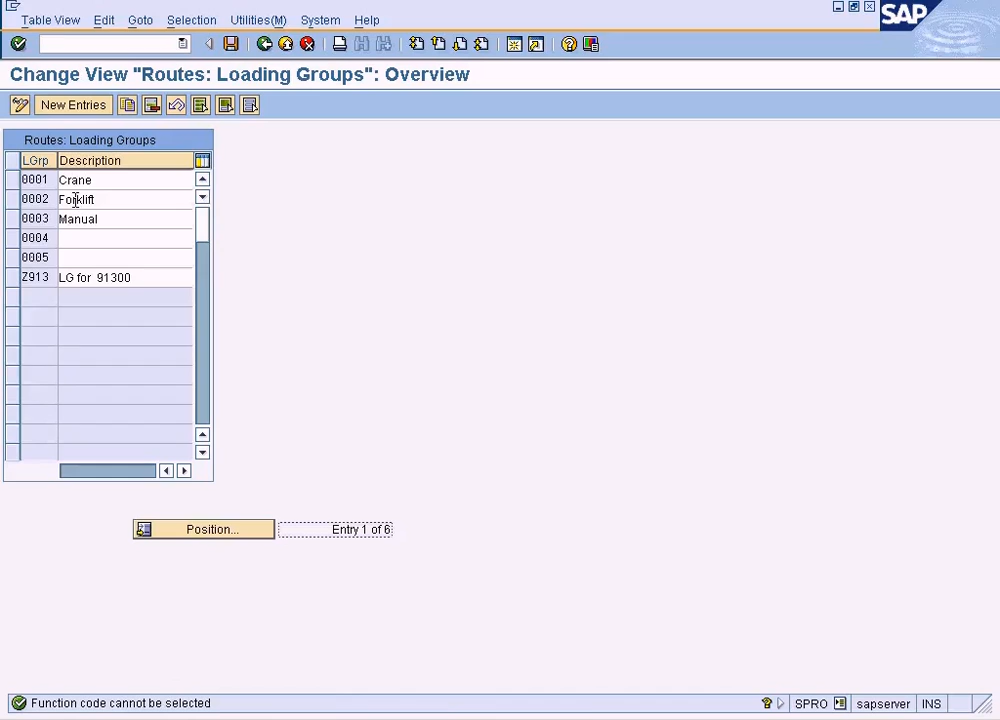 Table View Edit Goto Selection Utilities(M) System Help
SAP
Change View "Routes: Loading Groups": Overview
New Entries
Routes: Loading Groups
LGrp Description
0001 Crane
0002 Forklift
0003 Manual
0004
0005
Z913 LG for 91300
Position... Entry 1 of 6
Function code cannot be selected SPRO sapserver INS